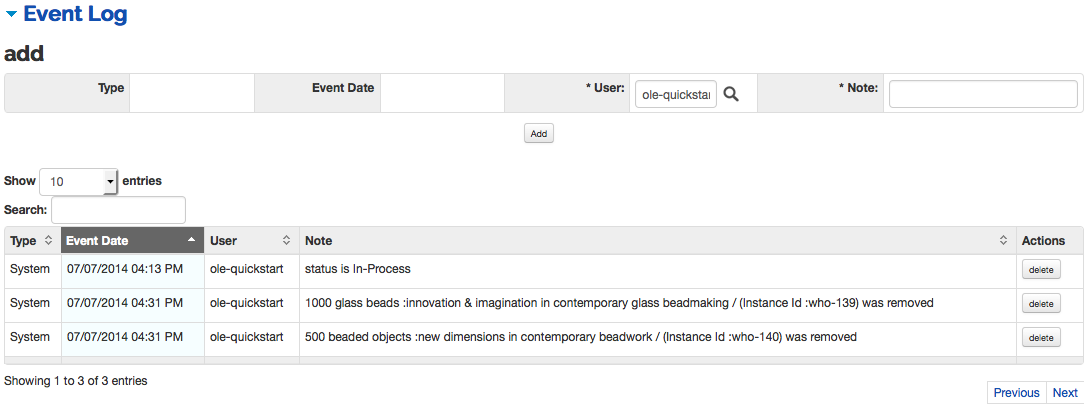 Event Log
add
Type Event Date * User: ole-quickstar * Note:
Add
Show 10 entries
Search:
Type Event Date User Note Actions
System 07/07/2014 04:13 PM ole-quickstart status is In-Process delete
System 07/07/2014 04:31 PM ole-quickstart 1000 glass beads :innovation & imagination in contemporary glass beadmaking / (Instance Id :who-139) was removed delete
System 07/07/2014 04:31 PM ole-quickstart 500 beaded objects :new dimensions in contemporary beadwork / (Instance Id :who-140) was removed delete
Showing 1 to 3 of 3 entries
Previous Next